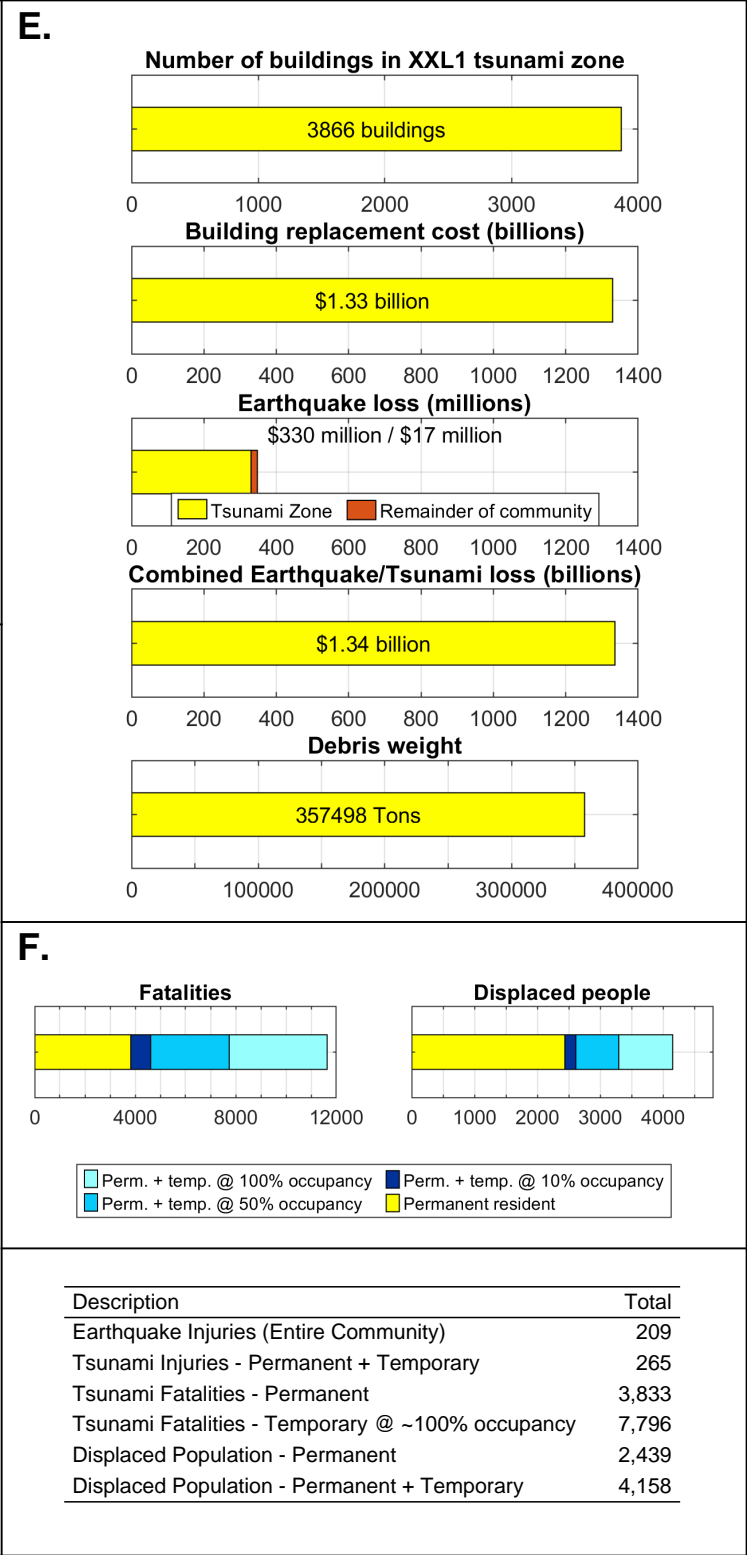 E.
Number of buildings in XXL1 tsunami zone
3866 buildings
0 1000 2000 3000 4000
Building replacement cost (billions)
$1.33 billion
0 200 400 600 800 1000 1200 1400
Earthquake loss (millions)
$330 million / $17 million
Tsunami Zone Remainder of community
0 200 400 600 800 1000 1200 1400
Combined Earthquake/Tsunami loss (billions)
$1.34 billion
0 200 400 600 800 1000 1200 1400
Debris weight
357498 Tons
0 100000 200000 300000 400000
F.
Fatalities Displaced people
0 4000 8000 12000 0 1000 2000 3000 4000
Perm. + temp. @ 100% occupancy Perm. + temp. @ 10% occupancy
Perm. + temp. @ 50% occupancy Permanent resident
Description Total
Earthquake Injuries (Entire Community) 209
Tsunami Injuries - Permanent + Temporary 265
Tsunami Fatalities - Permanent 3,833
Tsunami Fatalities - Temporary @ ~100% occupancy 7,796
Displaced Population - Permanent 2,439
Displaced Population - Permanent + Temporary 4,158